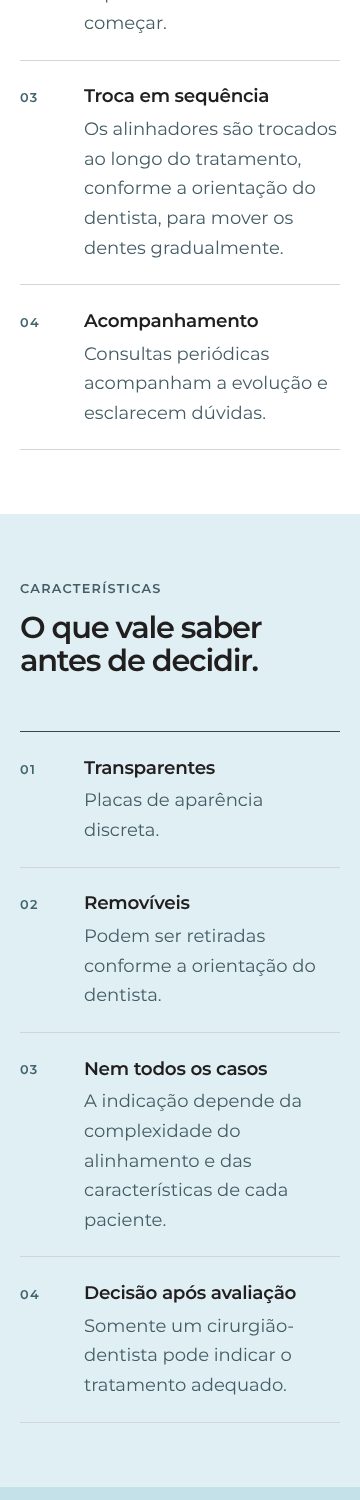 começar.
03
Troca em sequência
Os alinhadores são trocados
ao longo do tratamento,
conforme a orientação do
dentista, para mover os
dentes gradualmente.
04
Acompanhamento
Consultas periódicas
acompanham a evolução e
esclarecem dúvidas.
CARACTERÍSTICAS
O que vale saber
antes de decidir.
01
Transparentes
Placas de aparência
discreta.
02
Removíveis
Podem ser retiradas
conforme a orientação do
dentista.
03
Nem todos os casos
A indicação depende da
complexidade do
alinhamento e das
características de cada
paciente.
04
Decisão após avaliação
Somente um cirurgião-
dentista pode indicar o
tratamento adequado.